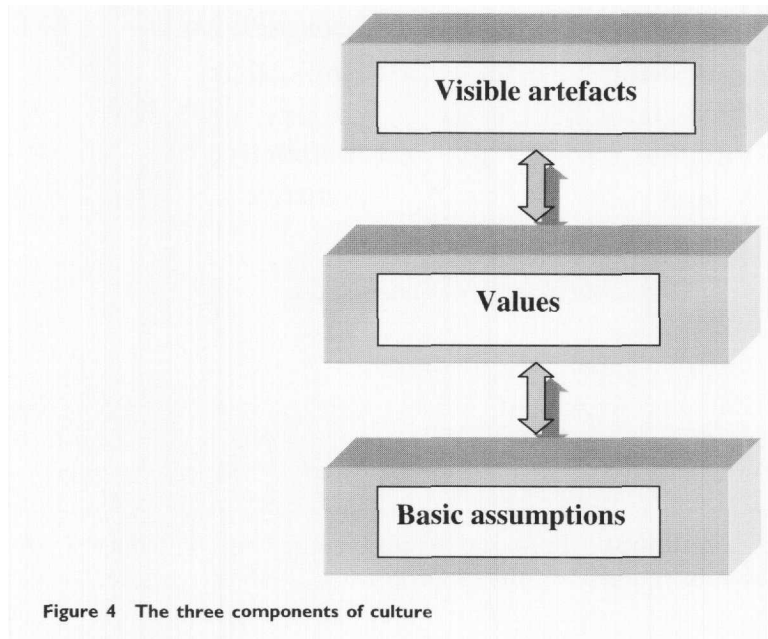 Visible artefacts
Values
Basic assumptions
Figure 4 The three components of culture